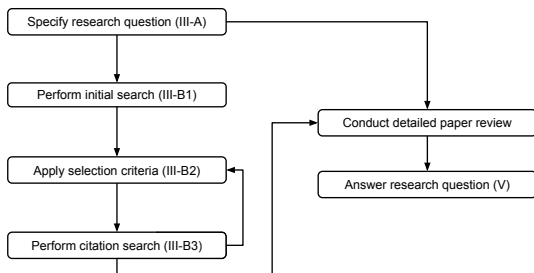 Specify research question (III-A)
Perform initial search (III-B1)
Apply selection criteria (III-B2)
Perform citation search (III-B3)
Conduct detailed paper review
Answer research question (V)